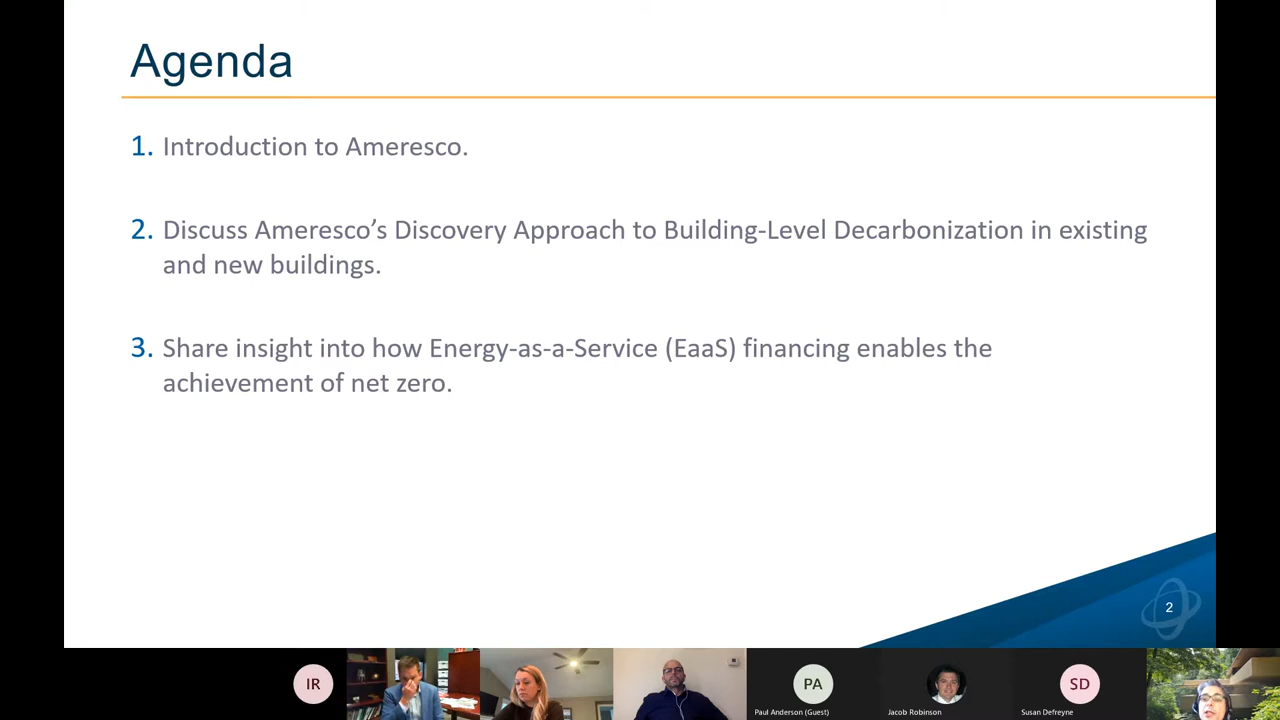 Agenda
1. Introduction to Ameresco.
2. Discuss Ameresco’s Discovery Approach to Building-Level Decarbonization in existing
and new buildings.
3. Share insight into how Energy-as-a-Service (EaaS) financing enables the
achievement of net zero.
2
IR
PA
SD
Paul Anderson (Guest)
Jacob Robinson
Susan Defreyne